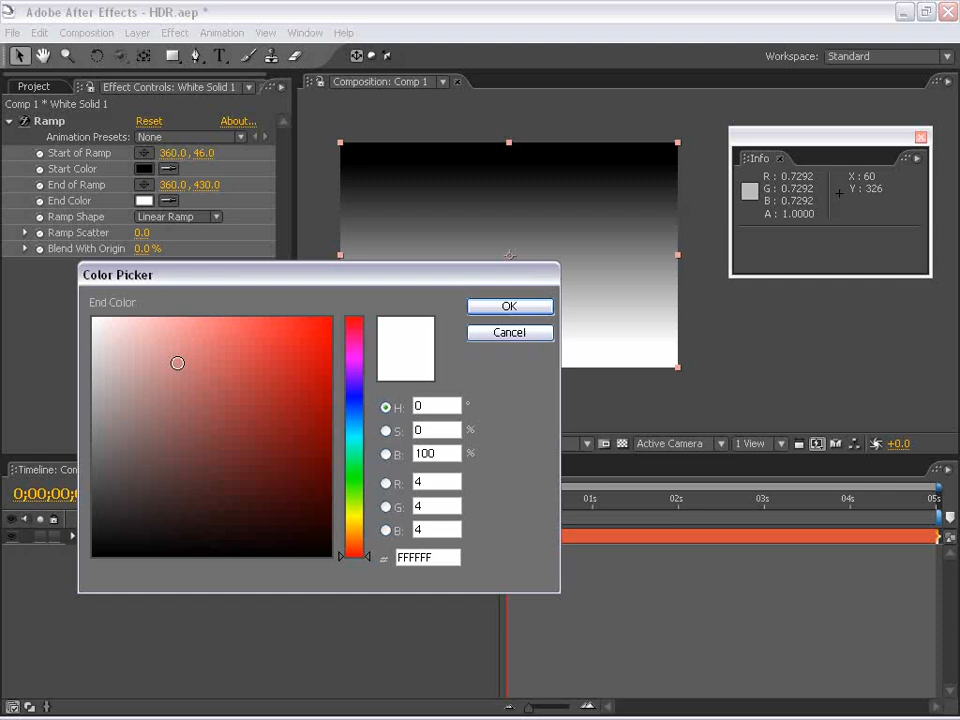 Adobe After Effects - HDR.aep *
File Edit Composition Layer Effect Animation View Window Help
Workspace: Standard
Project Effect Controls: White Solid 1
Composition: Comp 1
Comp 1 * White Solid 1
Ramp Reset About...
Animation Presets: None
Start of Ramp 360.0, 46.0
Start Color
End of Ramp 360.0, 430.0
End Color
Ramp Shape Linear Ramp
Ramp Scatter 0.0
Blend With Origin 0.0 %
Info
R: 0.7292 X: 60
G: 0.7292 Y: 326
B: 0.7292
A: 1.0000
Color Picker
End Color
OK
Cancel
H: 0 °
S: 0 %
B: 100 %
R: 4
G: 4
B: 4
FFFFFF
Active Camera 1 View +0.0
Timeline: Con
0;00;00;
01s 02s 03s 04s 05s